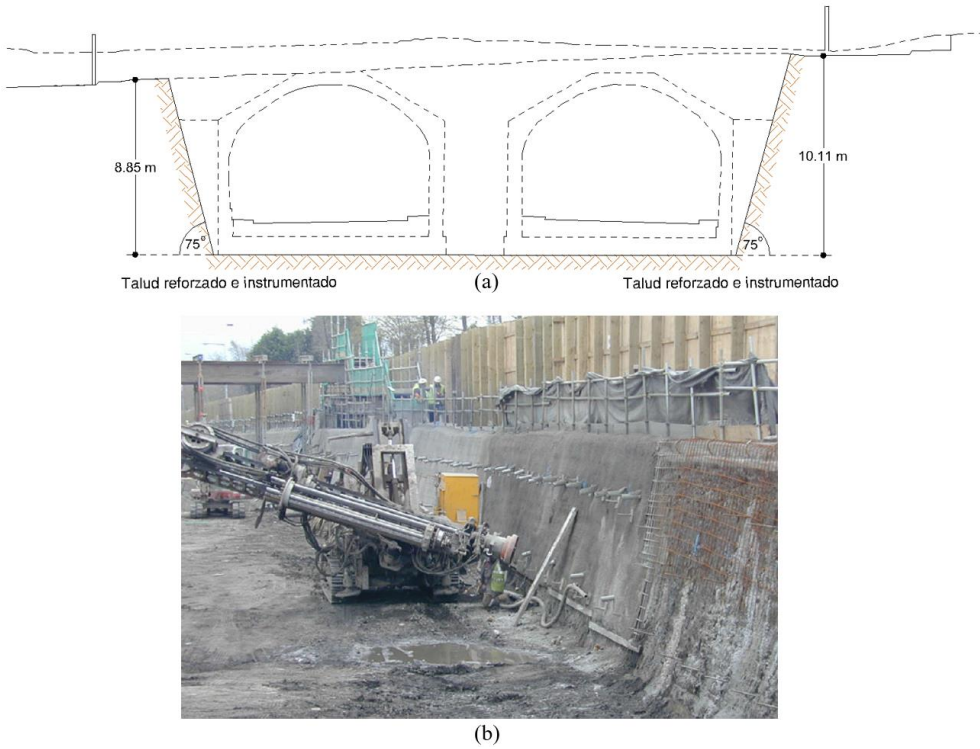 8.85 m
10.11 m
75°
75°
Talud reforzado e instrumentado
Talud reforzado e instrumentado
(a)
(b)